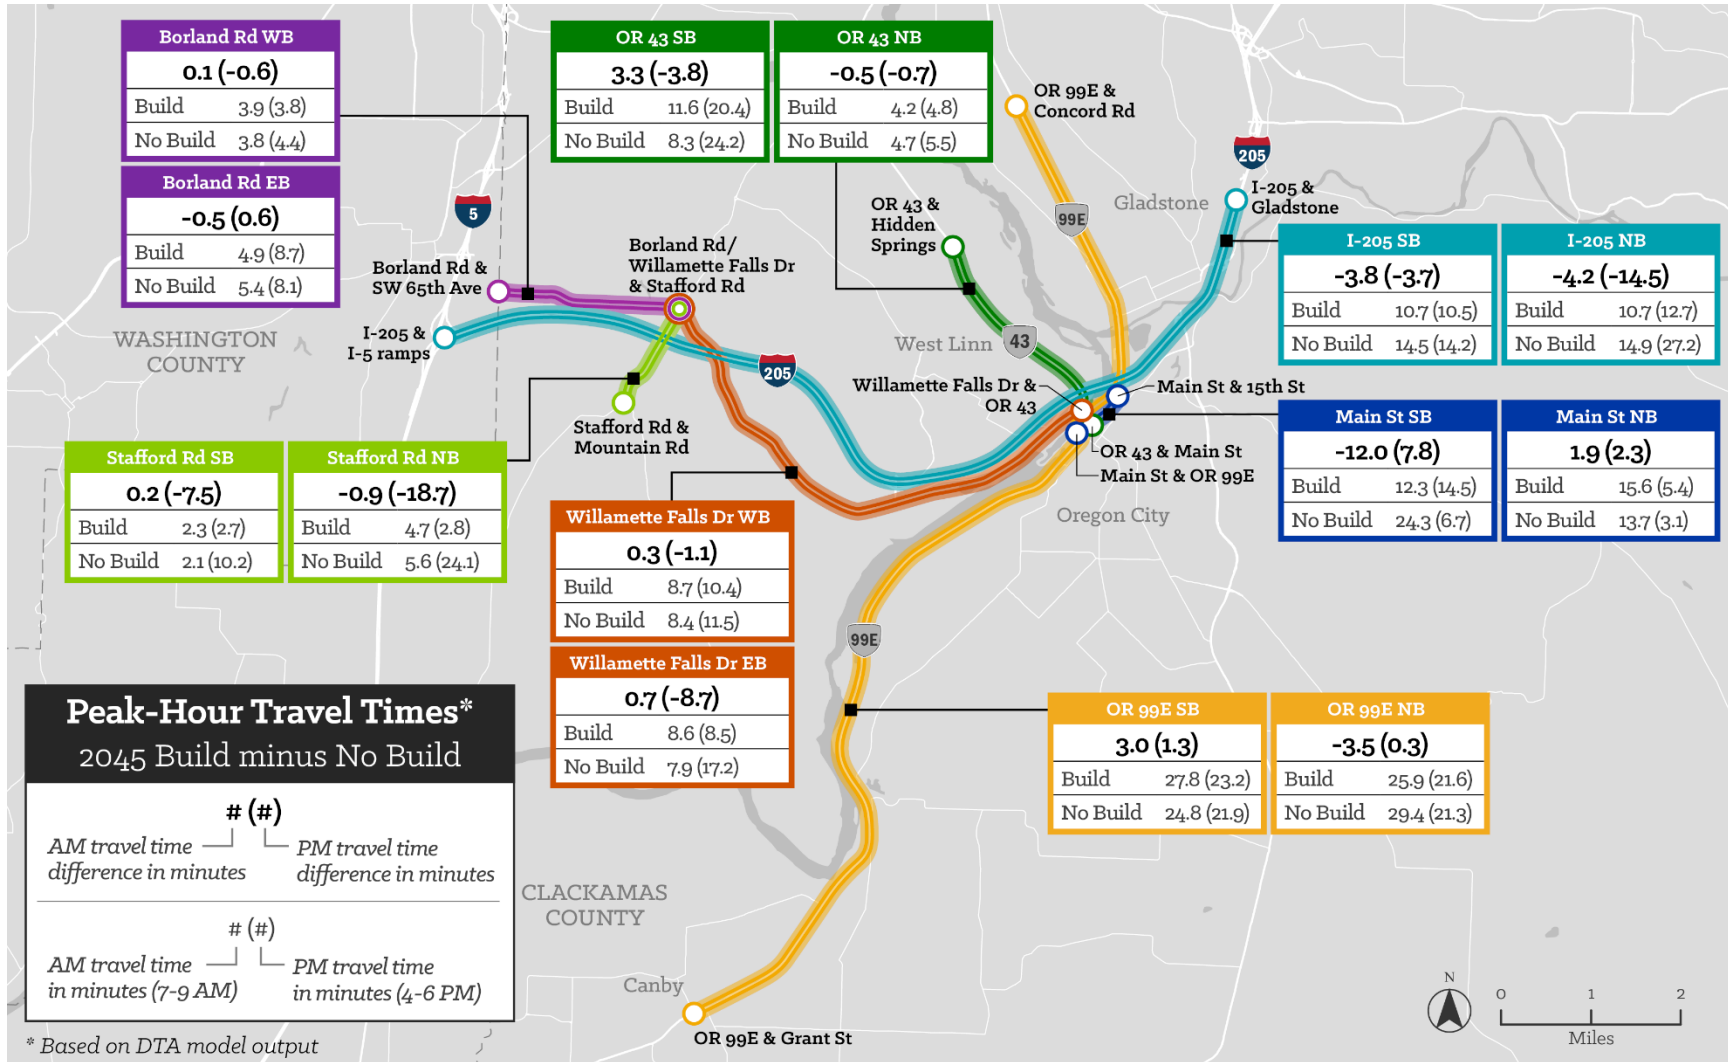 Borland Rd WB
0.1 (-0.6)
Build 3.9 (3.8)
No Build 3.8 (4.4)
Borland Rd EB
-0.5 (0.6)
Build 4.9 (8.7)
No Build 5.4 (8.1)
OR 43 SB
3.3 (-3.8)
Build 11.6 (20.4)
No Build 8.3 (24.2)
OR 43 NB
-0.5 (-0.7)
Build 4.2 (4.8)
No Build 4.7 (5.5)
OR 99E &
Concord Rd
205
I-205 &
Gladstone
Gladstone
99E
5
OR 43 &
Hidden
Springs
Borland Rd/
Willamette Falls Dr
& Stafford Rd
Borland Rd &
SW 65th Ave
I-205 &
I-5 ramps
WASHINGTON
COUNTY
I-205 SB
-3.8 (-3.7)
Build 10.7 (10.5)
No Build 14.5 (14.2)
I-205 NB
-4.2 (-14.5)
Build 10.7 (12.7)
No Build 14.9 (27.2)
West Linn
43
205
Willamette Falls Dr &
OR 43
Main St & 15th St
Stafford Rd &
Mountain Rd
OR 43 & Main St
Main St & OR 99E
Oregon City
Main St SB
-12.0 (7.8)
Build 12.3 (14.5)
No Build 24.3 (6.7)
Main St NB
1.9 (2.3)
Build 15.6 (5.4)
No Build 13.7 (3.1)
Stafford Rd SB
0.2 (-7.5)
Build 2.3 (2.7)
No Build 2.1 (10.2)
Stafford Rd NB
-0.9 (-18.7)
Build 4.7 (2.8)
No Build 5.6 (24.1)
Willamette Falls Dr WB
0.3 (-1.1)
Build 8.7 (10.4)
No Build 8.4 (11.5)
Willamette Falls Dr EB
0.7 (-8.7)
Build 8.6 (8.5)
No Build 7.9 (17.2)
99E
OR 99E SB
3.0 (1.3)
Build 27.8 (23.2)
No Build 24.8 (21.9)
OR 99E NB
-3.5 (0.3)
Build 25.9 (21.6)
No Build 29.4 (21.3)
Peak-Hour Travel Times*
2045 Build minus No Build
# (#)
AM travel time
difference in minutes
PM travel time
difference in minutes
# (#)
AM travel time
in minutes (7-9 AM)
PM travel time
in minutes (4-6 PM)
* Based on DTA model output
CLACKAMAS
COUNTY
Canby
OR 99E & Grant St
N
0 1 2
Miles